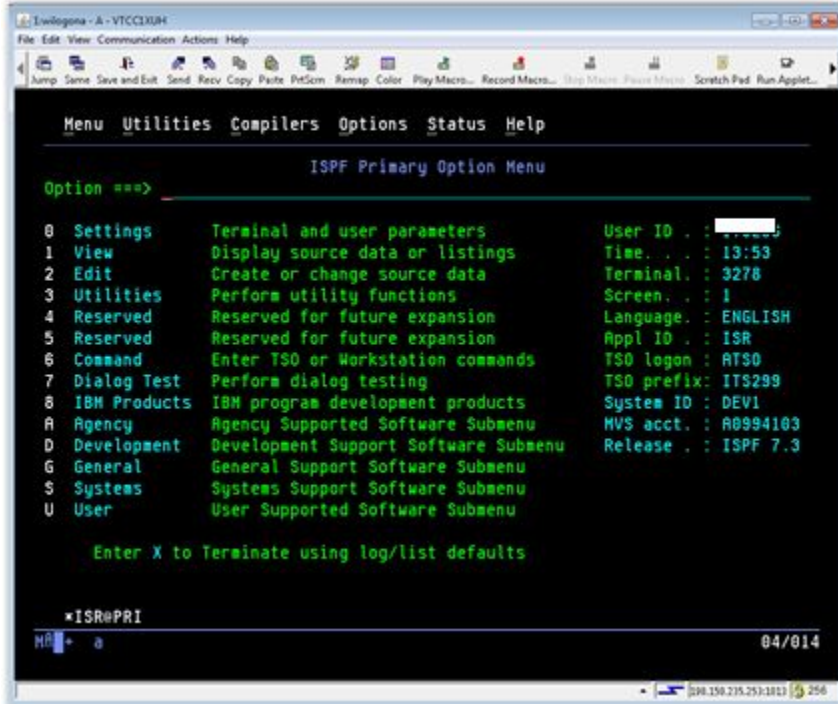 I:wilogona - A - VTCC1XUH
File Edit View Communication Actions Help
Jump Same Save and Exit Send Recv Copy Paste PrtScrn Remap Color Play Macro... Record Macro... Stop Macro Pause Macro Scratch Pad Run Applet...
Menu Utilities Compilers Options Status Help
ISPF Primary Option Menu
Option ===>
0 Settings Terminal and user parameters User ID . :
1 View Display source data or listings Time. . . : 13:53
2 Edit Create or change source data Terminal. : 3278
3 Utilities Perform utility functions Screen. . : 1
4 Reserved Reserved for future expansion Language. : ENGLISH
5 Reserved Reserved for future expansion Appl ID . : ISR
6 Command Enter TSO or Workstation commands TSO logon : ATSO
7 Dialog Test Perform dialog testing TSO prefix: ITS299
8 IBM Products IBM program development products System ID : DEV1
A Agency Agency Supported Software Submenu MVS acct. : A0994103
D Development Development Support Software Submenu Release . : ISPF 7.3
G General General Support Software Submenu
S Systems Systems Support Software Submenu
U User User Supported Software Submenu
Enter X to Terminate using log/list defaults
*ISR@PRI
a 04/014
256